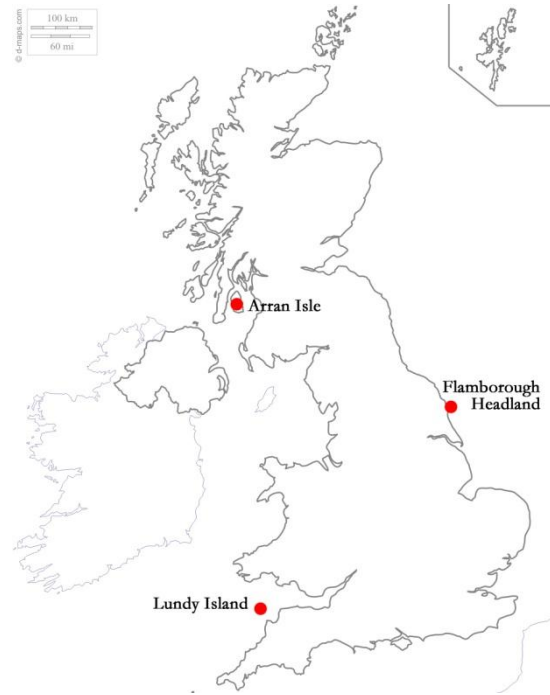 100 km
60 mi
© d-maps.com
Arran Isle
Flamborough
Headland
Lundy Island